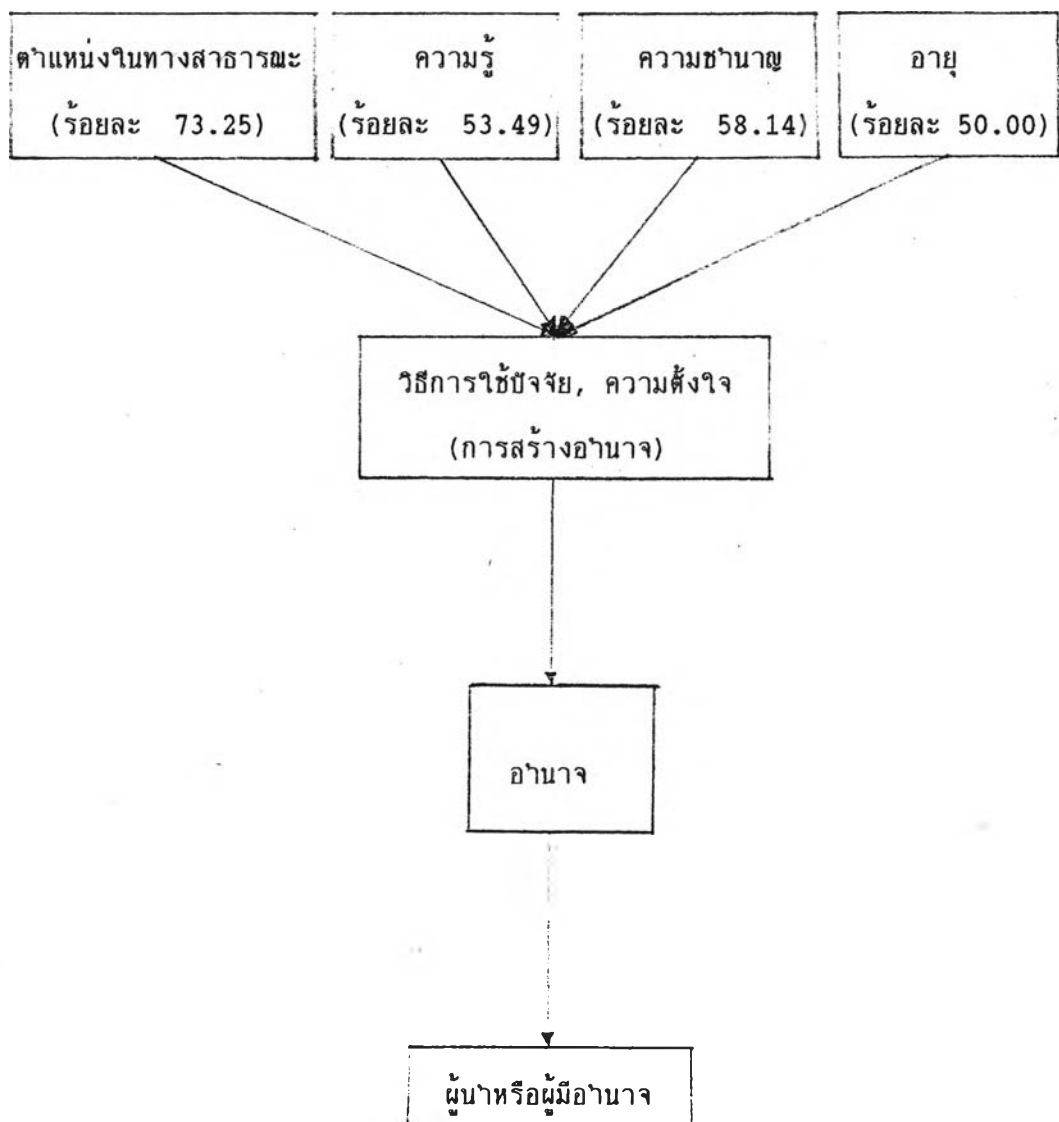 ตำแหน่งในทางสาธารณะ
(ร้อยละ 73.25)
ความรู้
(ร้อยละ 53.49)
ความชำนาญ
(ร้อยละ 58.14)
อายุ
(ร้อยละ 50.00)
วิธีการใช้ปัจจัย, ความตั้งใจ
(การสร้างอำนาจ)
อำนาจ
ผู้นำหรือผู้มีอำนาจ